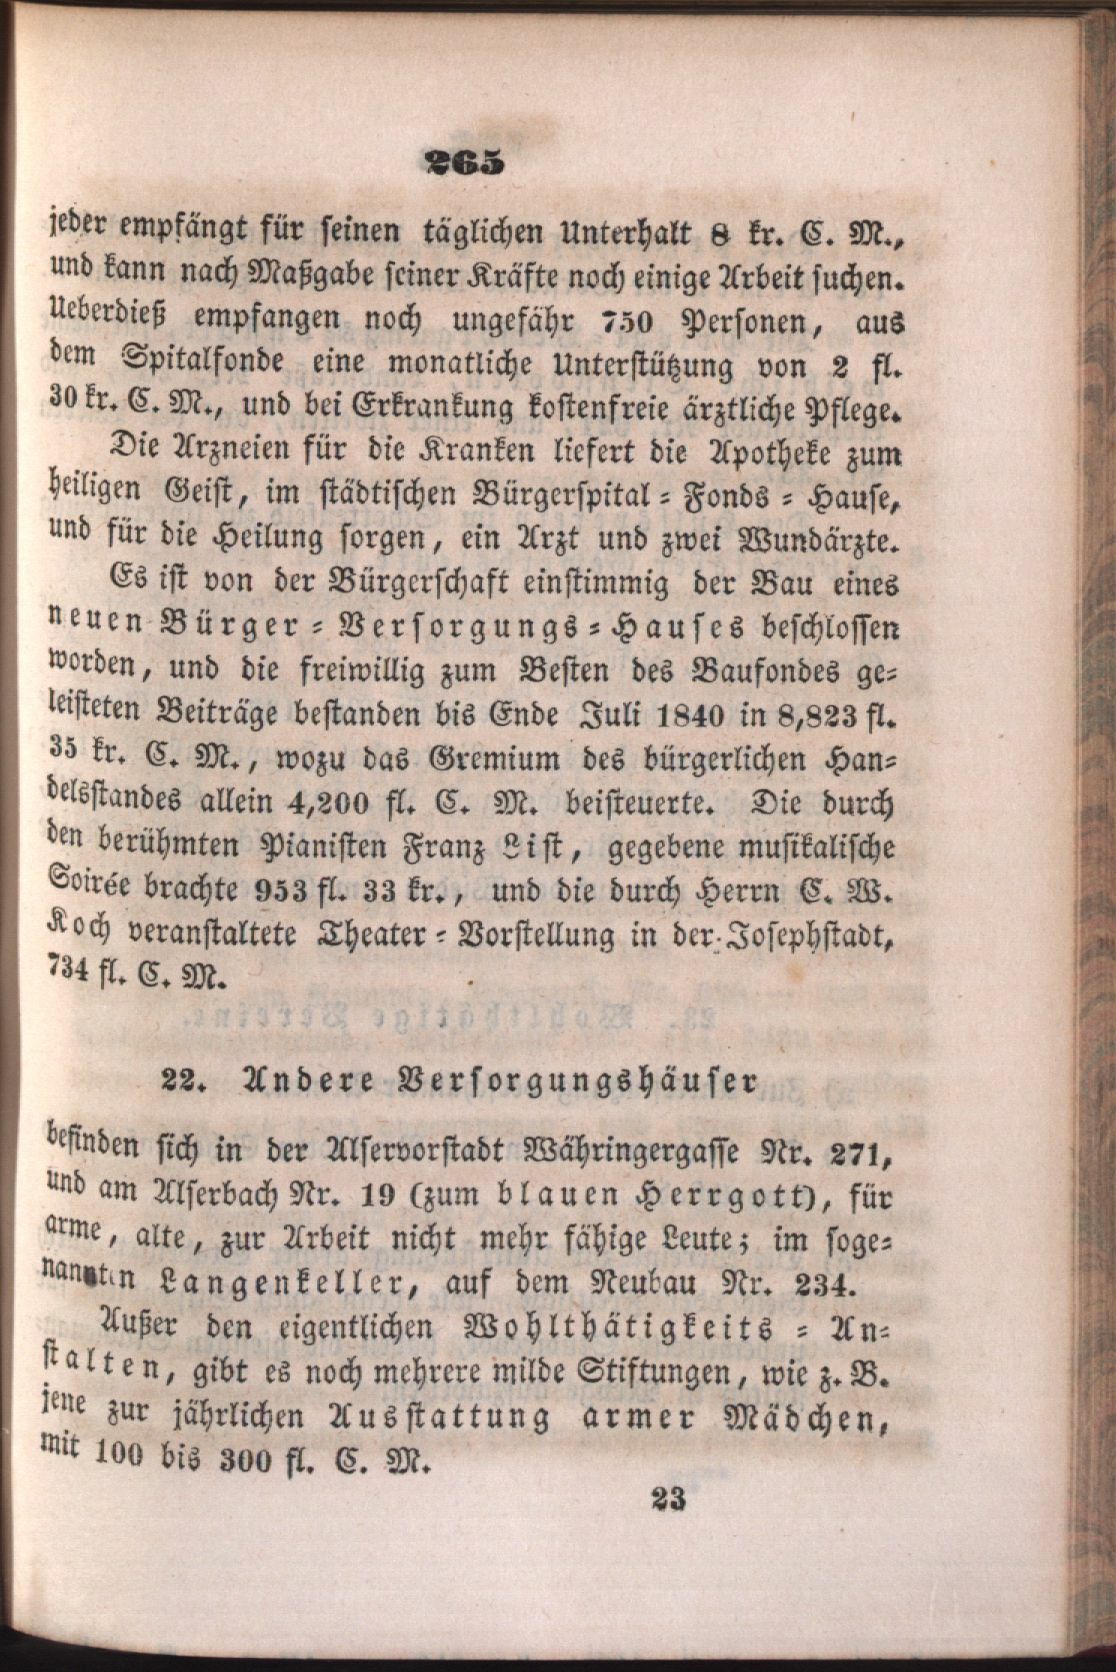 265
jeder empfängt für seinen täglichen Unterhalt 8 kr. C. M.,
und kann nach Maßgabe seiner Kräfte noch einige Arbeit suchen.
Ueberdieß empfangen noch ungefähr 750 Personen, aus
dem Spitalfonde eine monatliche Unterstützung von 2 fl.
30 kr. C. M., und bei Erkrankung kostenfreie ärztliche Pflege.
Die Arzneien für die Kranken liefert die Apotheke zum
heiligen Geist, im städtischen Bürgerspital-Fonds-Hause,
und für die Heilung sorgen, ein Arzt und zwei Wundärzte.
Es ist von der Bürgerschaft einstimmig der Bau eines
neuen Bürger-Versorgungs-Hauses beschlossen
worden, und die freiwillig zum Besten des Baufondes ge-
leisteten Beiträge bestanden bis Ende Juli 1840 in 8,823 fl.
35 kr. C. M., wozu das Gremium des bürgerlichen Han-
delsstandes allein 4,200 fl. C. M. beisteuerte. Die durch
den berühmten Pianisten Franz List, gegebene musikalische
Soirée brachte 953 fl. 33 kr., und die durch Herrn C. W.
Koch veranstaltete Theater-Vorstellung in der Josephstadt,
734 fl. C. M.
22. Andere Versorgungshäuser
befinden sich in der Alservorstadt Währingergasse Nr. 271,
und am Alserbach Nr. 19 (zum blauen Herrgott), für
arme, alte, zur Arbeit nicht mehr fähige Leute; im soge-
nannten Langenkeller, auf dem Neubau Nr. 234.
Außer den eigentlichen Wohlthätigkeits-An-
stalten, gibt es noch mehrere milde Stiftungen, wie z. B.
jene zur jährlichen Ausstattung armer Mädchen,
mit 100 bis 300 fl. C. M.
23